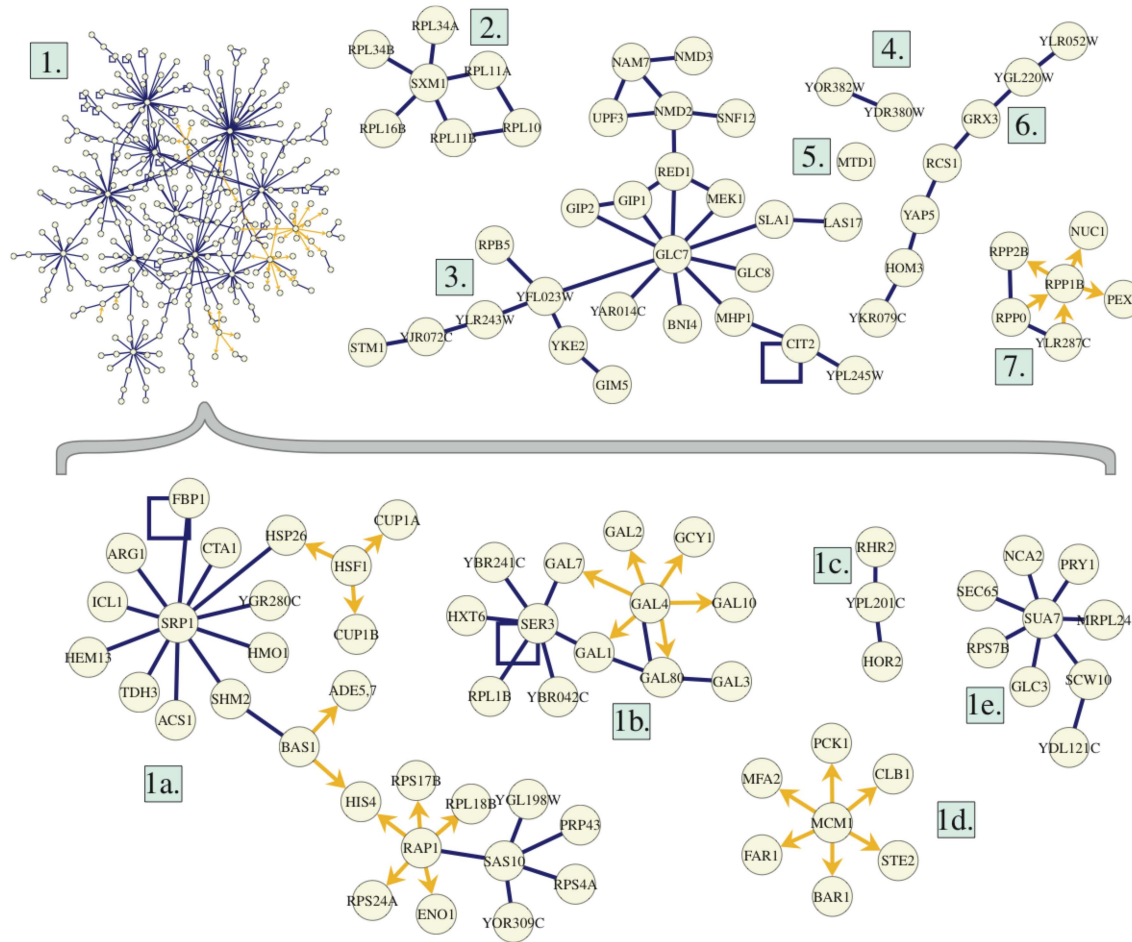 1.
2.
RPL34A
RPL34B
SXM1
RPL11A
RPL16B
RPL11B
RPL10
3.
NAM7
NMD3
UPF3
NMD2
SNF12
RED1
GIP2
GIP1
MEK1
SLA1
LAS17
GLC7
GLC8
RPB5
YFL023W
YAR014C
BNI4
MHP1
YLR243W
YJR072C
STM1
YKE2
GIM5
CIT2
YPL245W
4.
YOR382W
YDR380W
5.
MTD1
6.
YLR052W
YGL220W
GRX3
RCS1
YAP5
HOM3
YKR079C
7.
NUC1
RPP2B
RPP1B
PEX
RPP0
YLR287C
1a.
FBP1
ARG1
CTA1
HSP26
CUP1A
HSF1
ICL1
YGR280C
SRP1
CUP1B
HEM13
HMO1
TDH3
ACS1
SHM2
ADE5,7
BAS1
HIS4
RPS17B
RPL18B
YGL198W
PRP43
RAP1
SAS10
RPS24A
ENO1
YOR309C
RPS4A
1b.
YBR241C
GAL7
GAL2
GCY1
HXT6
SER3
GAL4
GAL10
GAL1
RPL1B
YBR042C
GAL80
GAL3
1c.
RHR2
YPL201C
HOR2
1d.
PCK1
MFA2
CLB1
MCM1
FAR1
STE2
BAR1
1e.
NCA2
PRY1
SEC65
SUA7
MRPL24
RPS7B
GLC3
SCW10
YDL121C